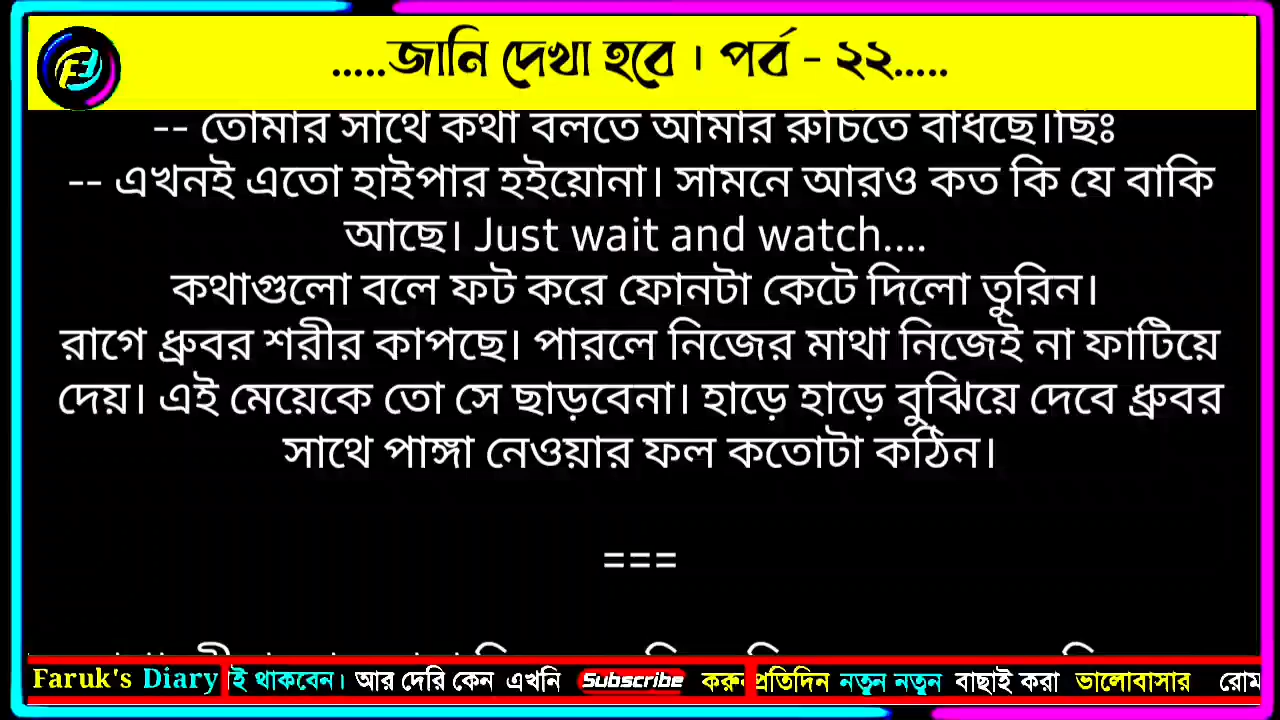 .....জানি দেখা হবে । পর্ব - ২২.....
-- তোমার সাথে কথা বলতে আমার রুচিতে বাধছে।ছিঃ
-- এখনই এতো হাইপার হইয়োনা। সামনে আরও কত কি যে বাকি
আছে। Just wait and watch....
কথাগুলো বলে ফট করে ফোনটা কেটে দিলো তুরিন।
রাগে ধ্রুবর শরীর কাপছে। পারলে নিজের মাথা নিজেই না ফাটিয়ে
দেয়। এই মেয়েকে তো সে ছাড়বেনা। হাড়ে হাড়ে বুঝিয়ে দেবে ধ্রুবর
সাথে পাঙ্গা নেওয়ার ফল কতোটা কঠিন।
===
Faruk's Diary ই থাকবেন। আর দেরি কেন এখনি Subscribe করু প্রতিদিন নতুন নতুন বাছাই করা ভালোবাসার রোম